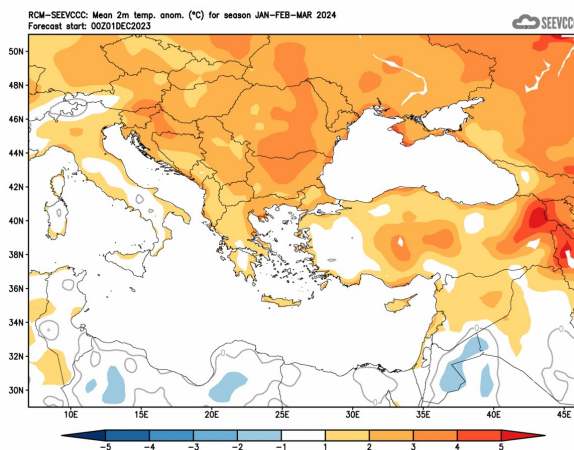 RCM-SEEVCCC: Mean 2m temp. anom. (°C) for season JAN-FEB-MAR 2024
Forecast start: 00Z01DEC2023
SEEVCCC
50N
48N
46N
44N
42N
40N
38N
36N
34N
32N
30N
10E 15E 20E 25E 30E 35E 40E 45E
-5 -4 -3 -2 -1 1 2 3 4 5